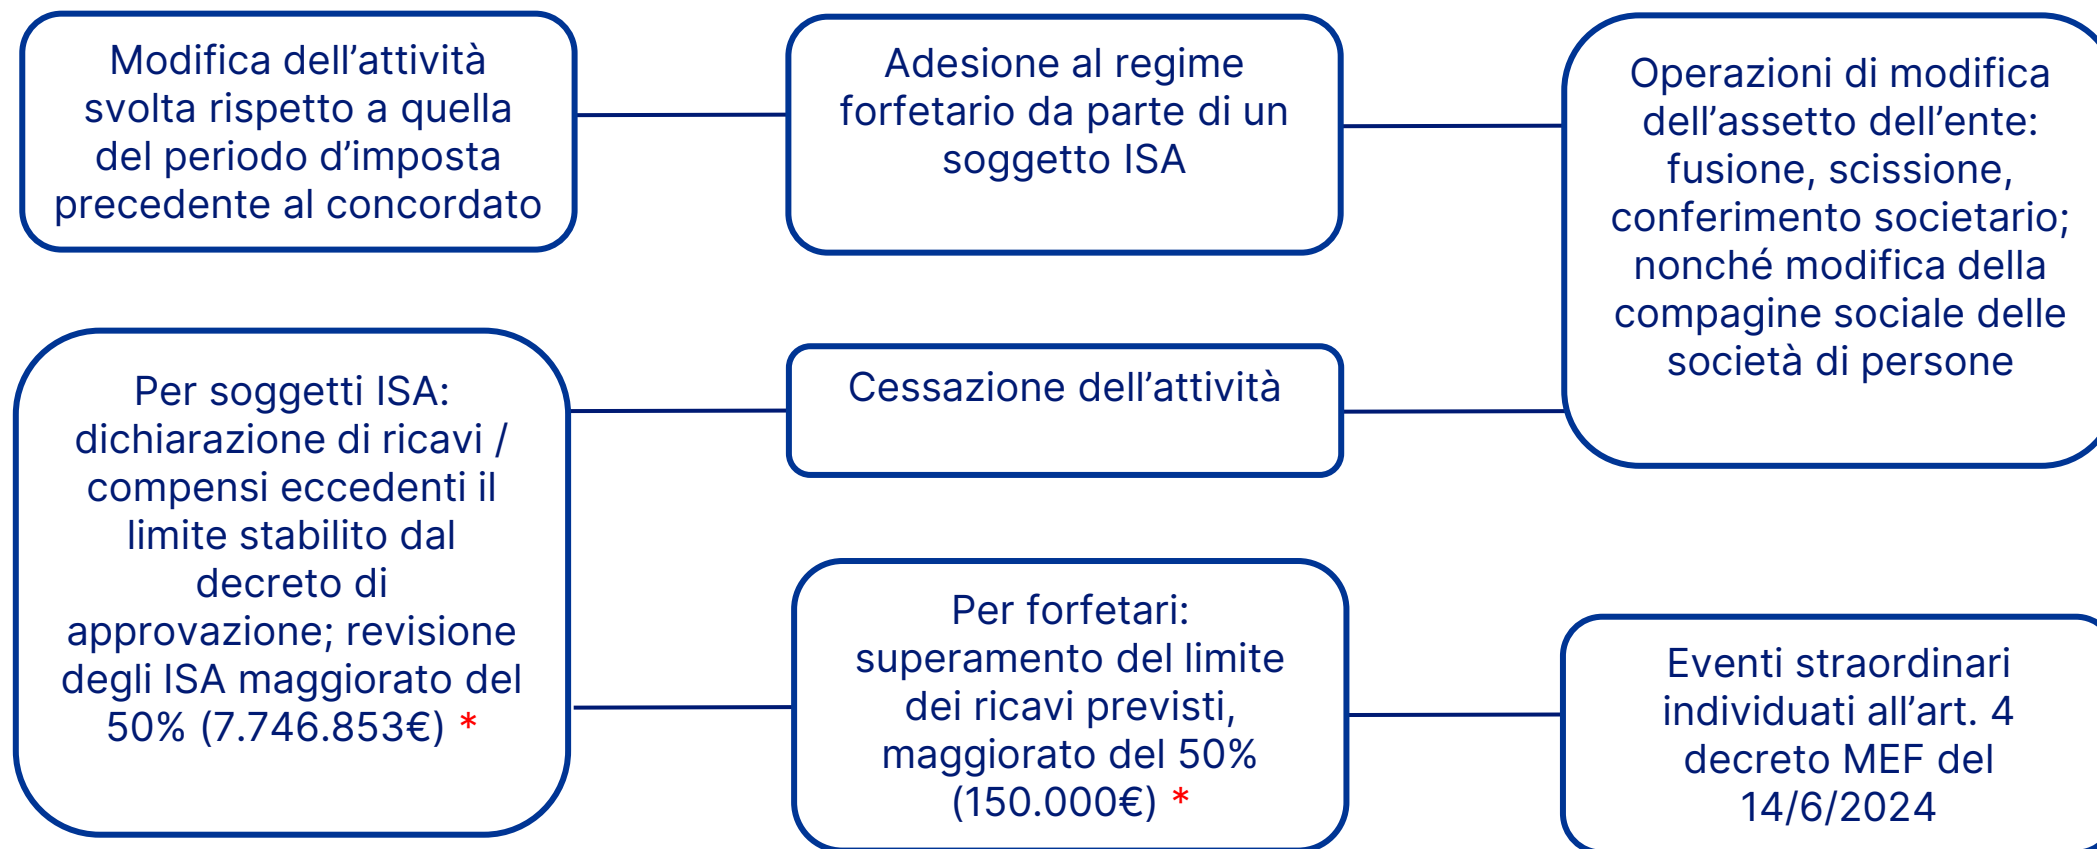 Modifica dell’attività
svolta rispetto a quella
del periodo d’imposta
precedente al concordato
Adesione al regime
forfetario da parte di un
soggetto ISA
Operazioni di modifica
dell’assetto dell’ente:
fusione, scissione,
conferimento societario;
nonché modifica della
compagine sociale delle
società di persone
Per soggetti ISA:
dichiarazione di ricavi /
compensi eccedenti il
limite stabilito dal
decreto di
approvazione; revisione
degli ISA maggiorato del
50% (7.746.853€) *
Cessazione dell’attività
Per forfetari:
superamento del limite
dei ricavi previsti,
maggiorato del 50%
(150.000€) *
Eventi straordinari
individuati all’art. 4
decreto MEF del
14/6/2024